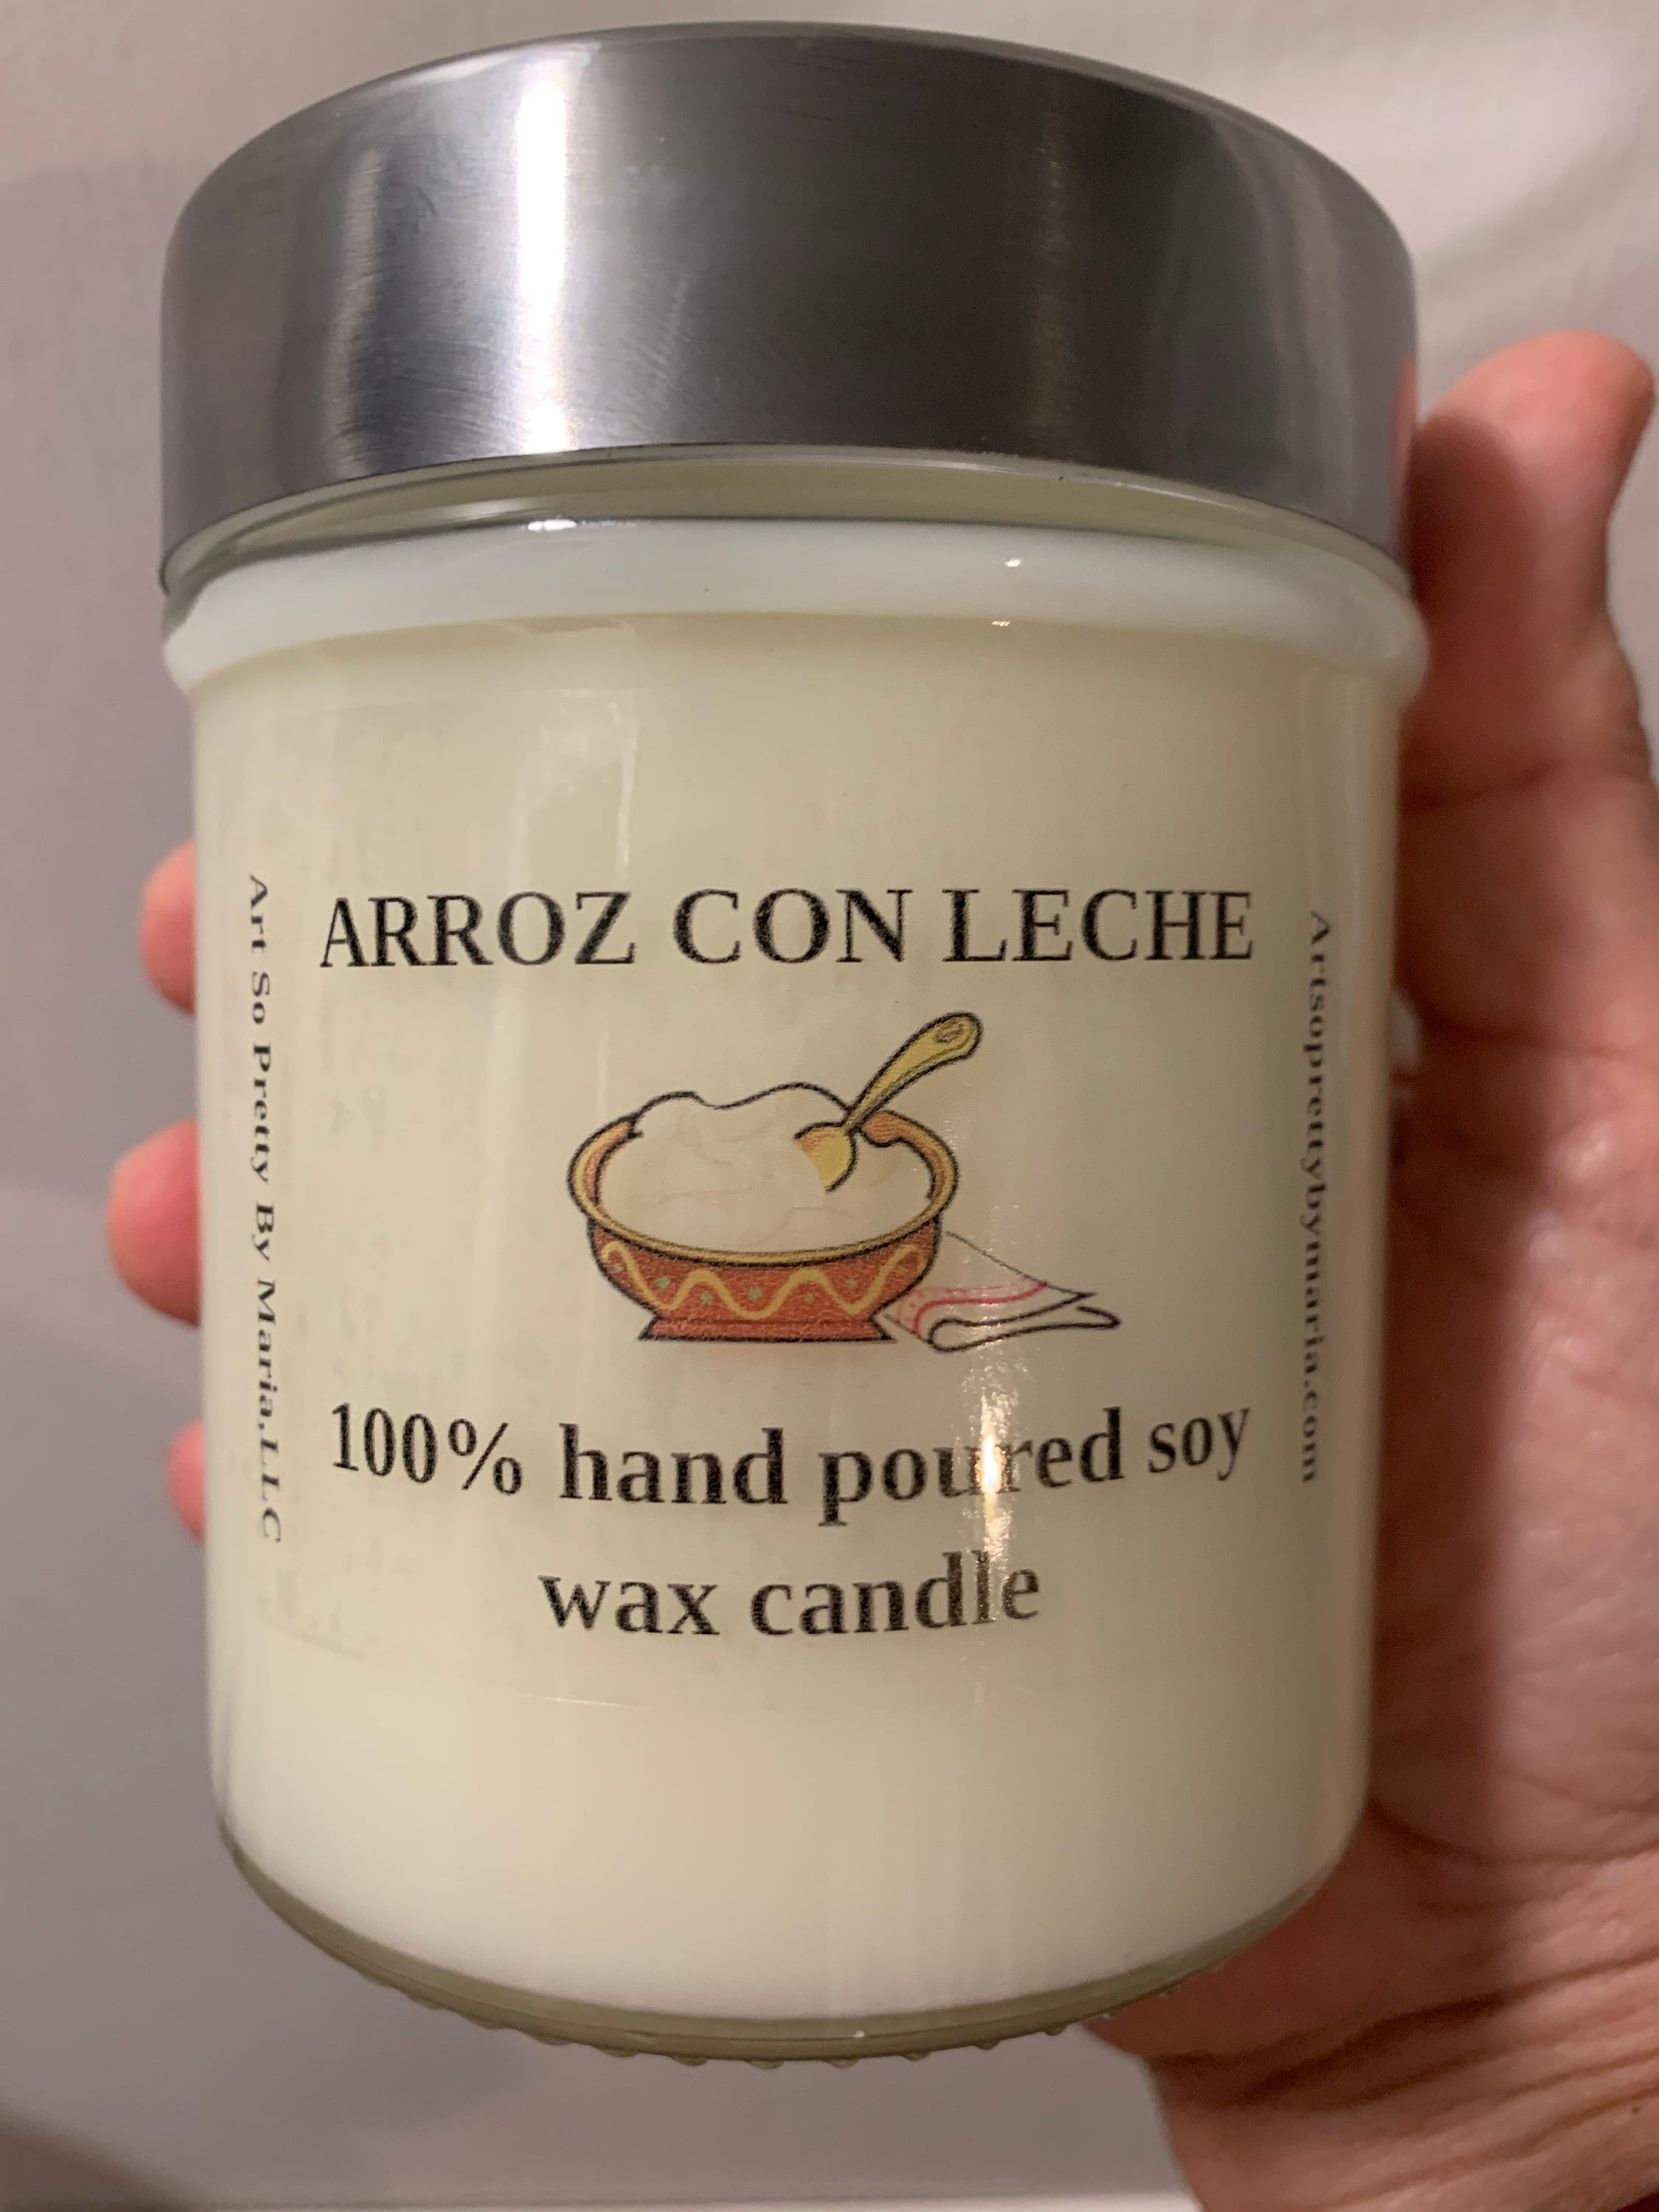 ARROZ CON LECHE
100% hand poured soy
wax candle
Art So Pretty By Maria,LLC
Artsoprettybymaria.com